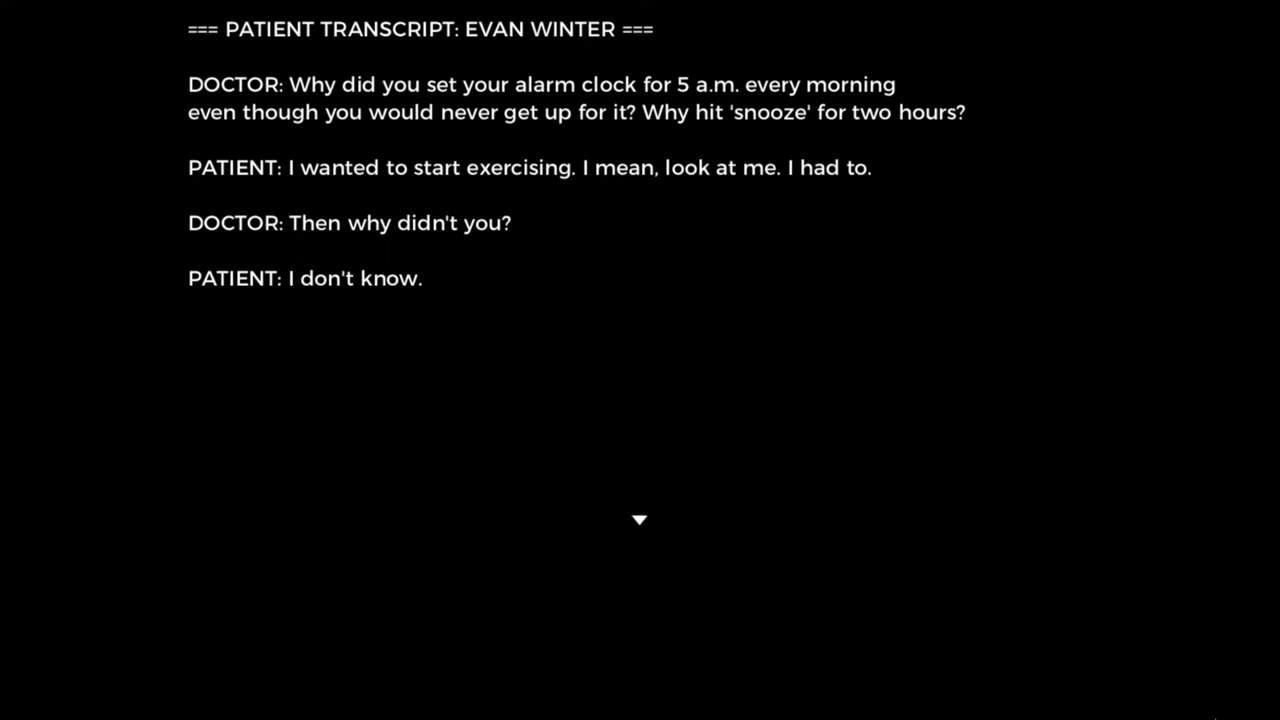 === PATIENT TRANSCRIPT: EVAN WINTER ===
DOCTOR: Why did you set your alarm clock for 5 a.m. every morning
even though you would never get up for it? Why hit 'snooze' for two hours?
PATIENT: I wanted to start exercising. I mean, look at me. I had to.
DOCTOR: Then why didn't you?
PATIENT: I don't know.